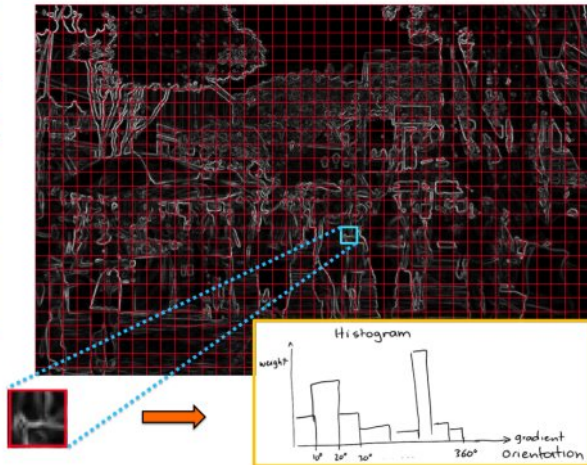 Histogram
weight
10° 20° 30° .... 360°
gradient
orientation